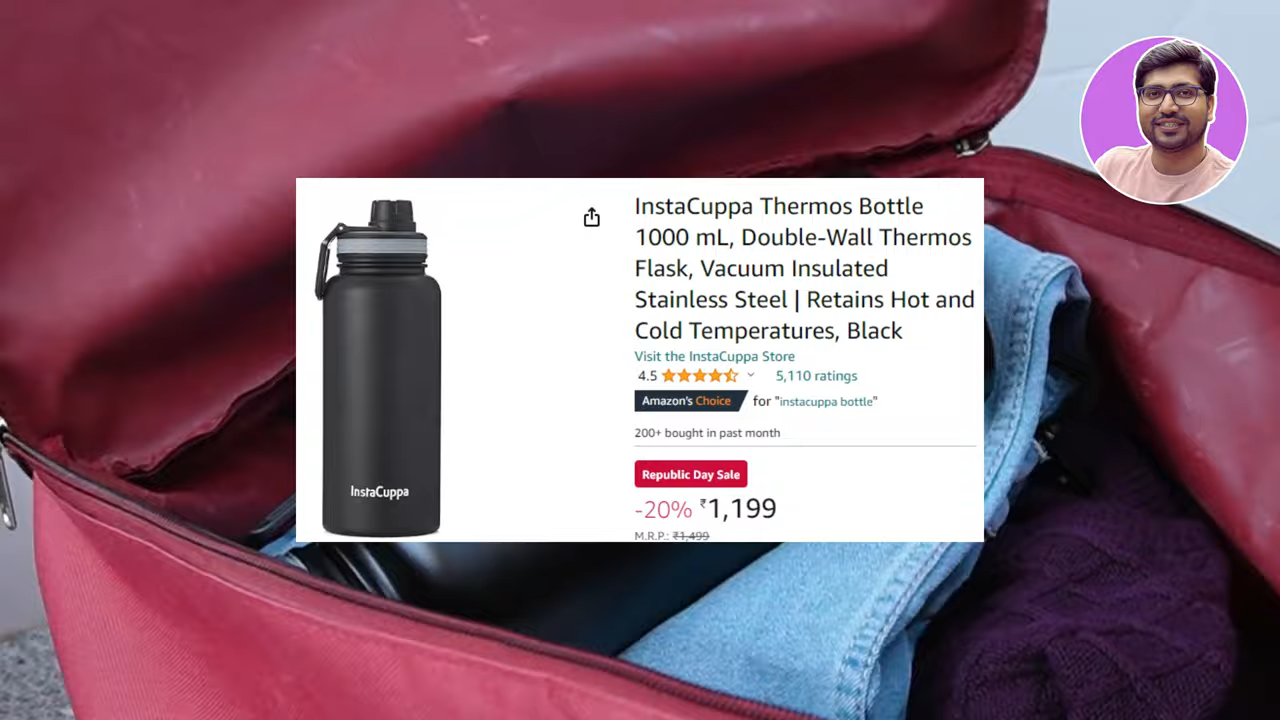 InstaCuppa Thermos Bottle
1000 mL, Double-Wall Thermos
Flask, Vacuum Insulated
Stainless Steel | Retains Hot and
Cold Temperatures, Black
Visit the InstaCuppa Store
4.5 5,110 ratings
Amazon's Choice for "instacuppa bottle"
200+ bought in past month
Republic Day Sale
-20% ₹1,199
M.R.P.: ₹1,499
InstaCuppa